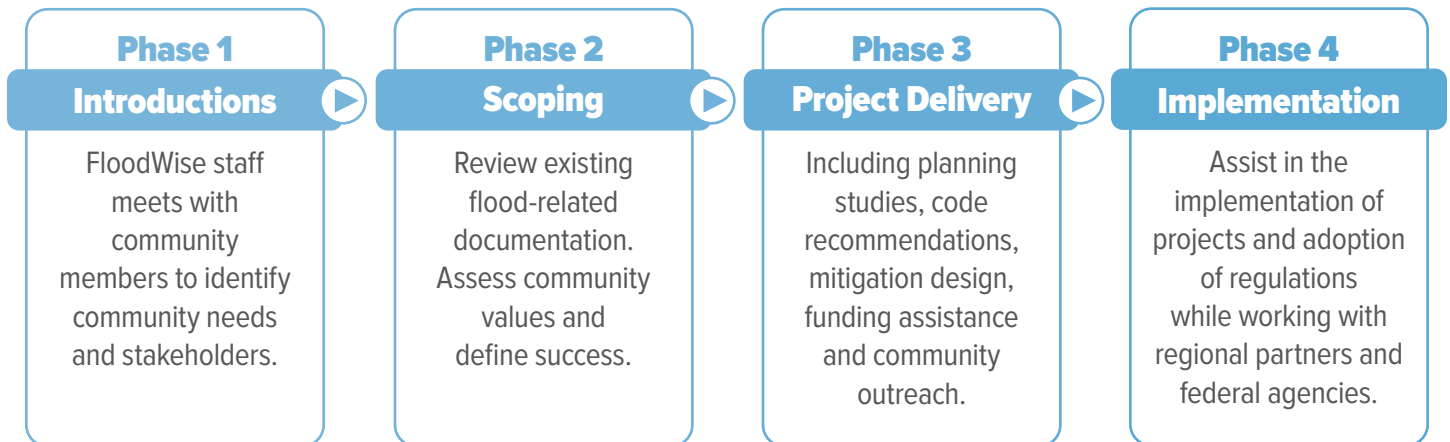 Phase 1
Introductions
FloodWise staff
meets with
community
members to identify
community needs
and stakeholders.
Phase 2
Scoping
Review existing
flood-related
documentation.
Assess community
values and
define success.
Phase 3
Project Delivery
Including planning
studies, code
recommendations,
mitigation design,
funding assistance
and community
outreach.
Phase 4
Implementation
Assist in the
implementation of
projects and adoption
of regulations
while working with
regional partners and
federal agencies.